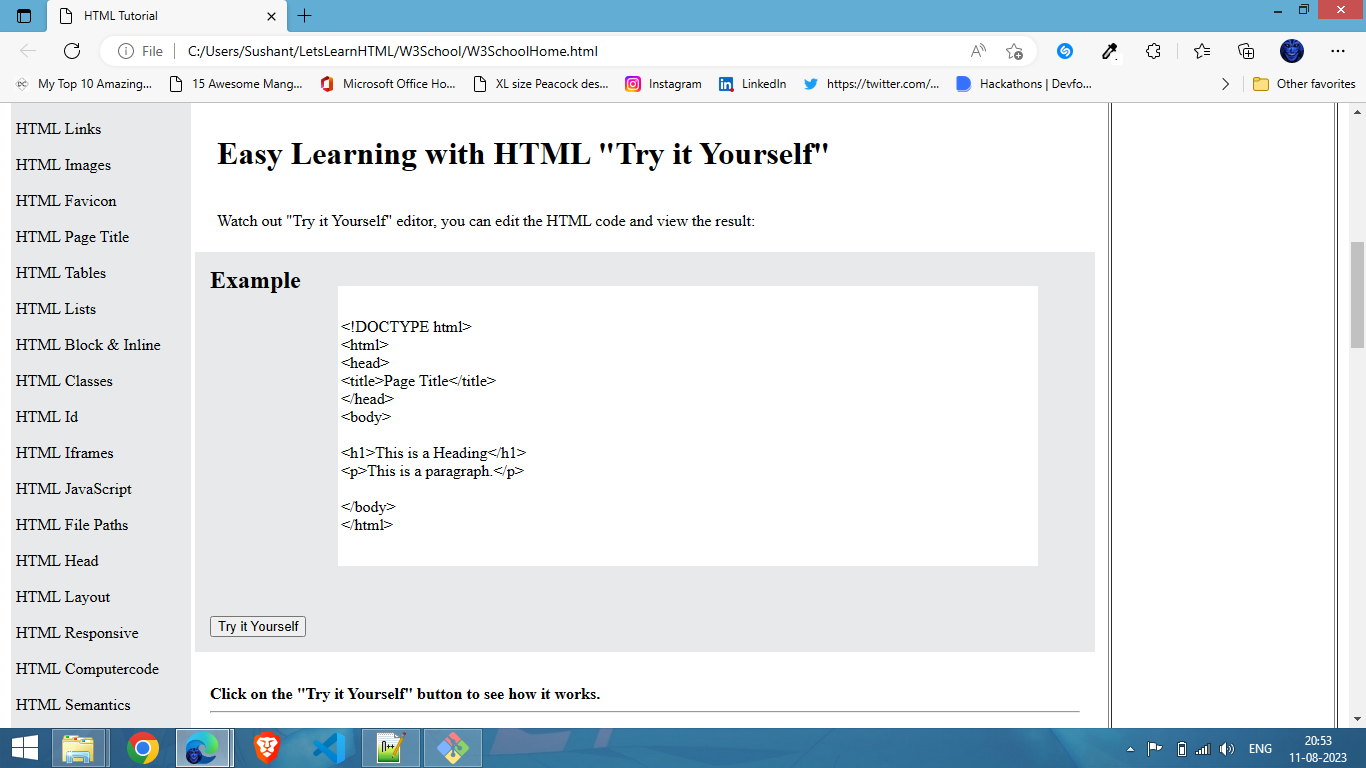 HTML Tutorial
File
C:/Users/Sushant/LetsLearnHTML/W3School/W3SchoolHome.html
My Top 10 Amazing...
15 Awesome Mang...
Microsoft Office Ho...
XL size Peacock des...
Instagram
LinkedIn
https://twitter.com/...
Hackathons | Devfo...
Other favorites
HTML Links
HTML Images
HTML Favicon
HTML Page Title
HTML Tables
HTML Lists
HTML Block & Inline
HTML Classes
HTML Id
HTML Iframes
HTML JavaScript
HTML File Paths
HTML Head
HTML Layout
HTML Responsive
HTML Computercode
HTML Semantics
Easy Learning with HTML "Try it Yourself"
Watch out "Try it Yourself" editor, you can edit the HTML code and view the result:
Example
<!DOCTYPE html>
<html>
<head>
<title>Page Title</title>
</head>
<body>
<h1>This is a Heading</h1>
<p>This is a paragraph.</p>
</body>
</html>
Try it Yourself
Click on the "Try it Yourself" button to see how it works.
ENG
20:53
11-08-2023